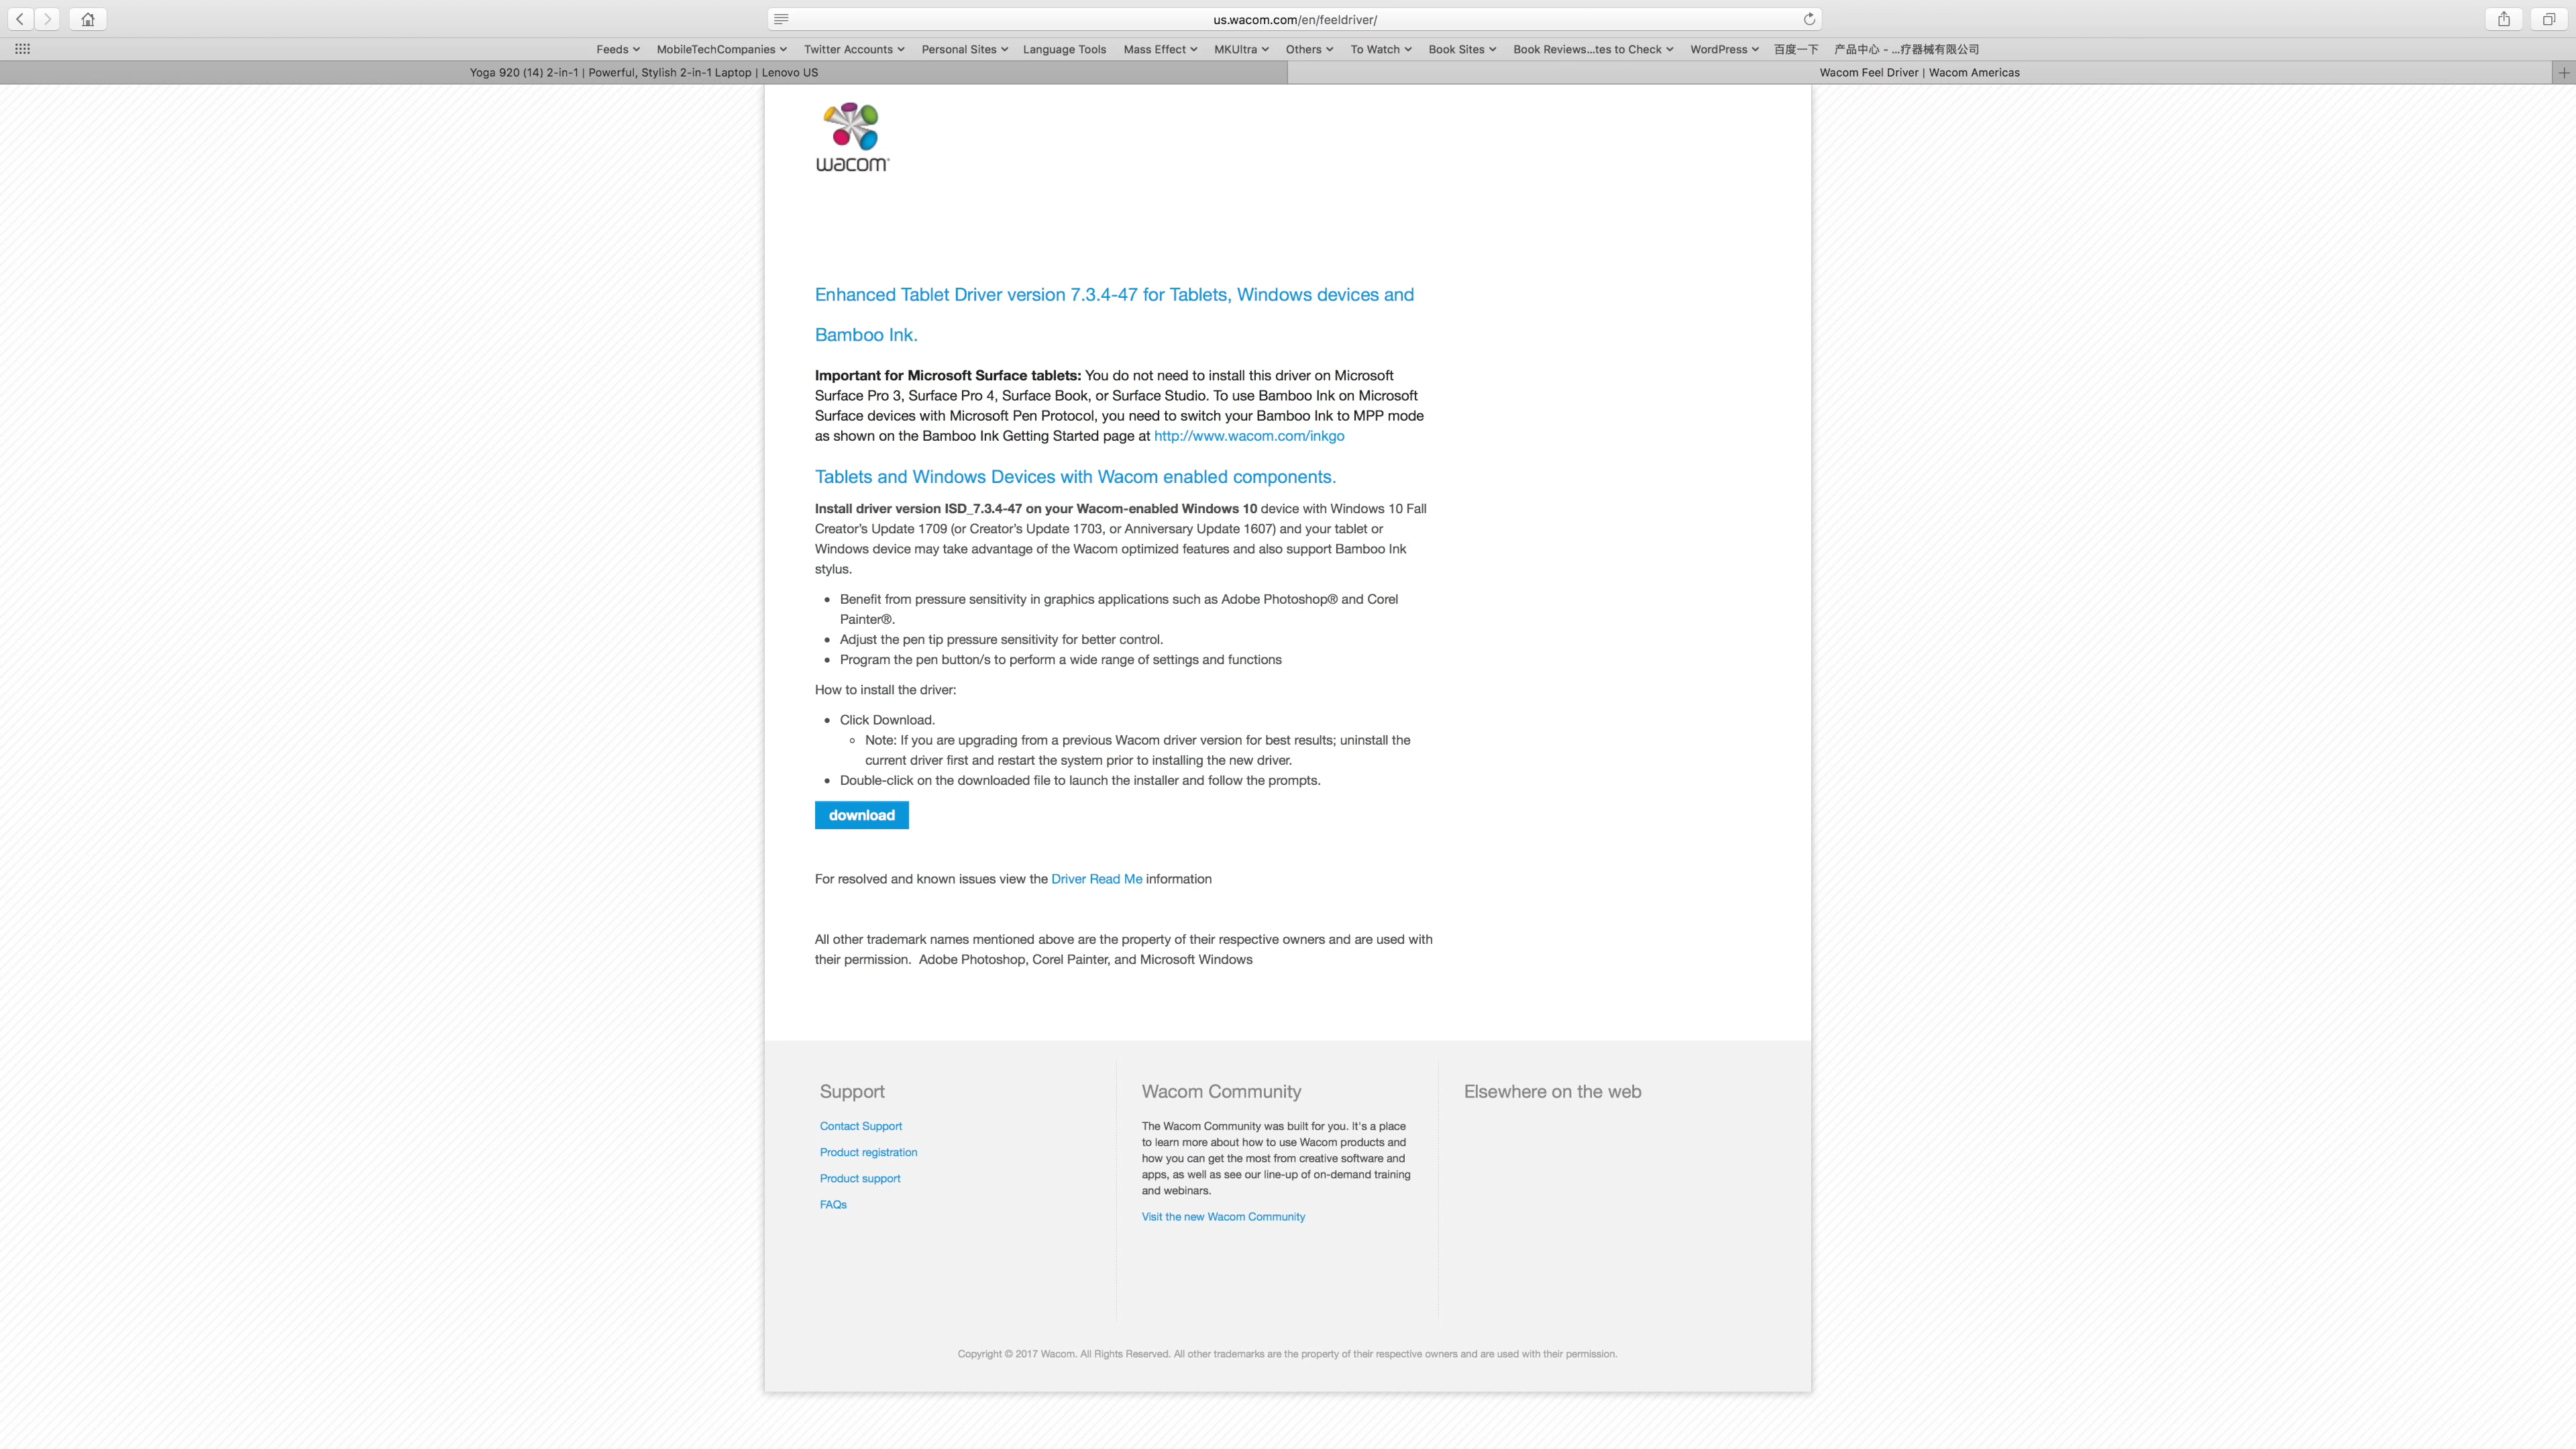 us.wacom.com/en/feeldriver/
Feeds MobileTechCompanies Twitter Accounts Personal Sites Language Tools Mass Effect MKUltra Others To Watch Book Sites Book Reviews...tes to Check WordPress 百度一下 产品中心 - ...疗器械有限公司
Yoga 920 (14) 2-in-1 | Powerful, Stylish 2-in-1 Laptop | Lenovo US
Wacom Feel Driver | Wacom Americas
wacom
Enhanced Tablet Driver version 7.3.4-47 for Tablets, Windows devices and
Bamboo Ink.
Important for Microsoft Surface tablets: You do not need to install this driver on Microsoft
Surface Pro 3, Surface Pro 4, Surface Book, or Surface Studio. To use Bamboo Ink on Microsoft
Surface devices with Microsoft Pen Protocol, you need to switch your Bamboo Ink to MPP mode
as shown on the Bamboo Ink Getting Started page at http://www.wacom.com/inkgo
Tablets and Windows Devices with Wacom enabled components.
Install driver version ISD_7.3.4-47 on your Wacom-enabled Windows 10 device with Windows 10 Fall
Creator's Update 1709 (or Creator's Update 1703, or Anniversary Update 1607) and your tablet or
Windows device may take advantage of the Wacom optimized features and also support Bamboo Ink
stylus.
• Benefit from pressure sensitivity in graphics applications such as Adobe Photoshop® and Corel
Painter®.
• Adjust the pen tip pressure sensitivity for better control.
• Program the pen button/s to perform a wide range of settings and functions
How to install the driver:
• Click Download.
◦ Note: If you are upgrading from a previous Wacom driver version for best results; uninstall the
current driver first and restart the system prior to installing the new driver.
• Double-click on the downloaded file to launch the installer and follow the prompts.
download
For resolved and known issues view the Driver Read Me information
All other trademark names mentioned above are the property of their respective owners and are used with
their permission.  Adobe Photoshop, Corel Painter, and Microsoft Windows
Support
Contact Support
Product registration
Product support
FAQs
Wacom Community
The Wacom Community was built for you. It's a place
to learn more about how to use Wacom products and
how you can get the most from creative software and
apps, as well as see our line-up of on-demand training
and webinars.
Visit the new Wacom Community
Elsewhere on the web
Copyright © 2017 Wacom. All Rights Reserved. All other trademarks are the property of their respective owners and are used with their permission.